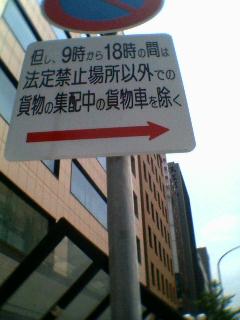 但し、9時から18時の間は
法定禁止場所以外での
貨物の集配中の貨物車を除く